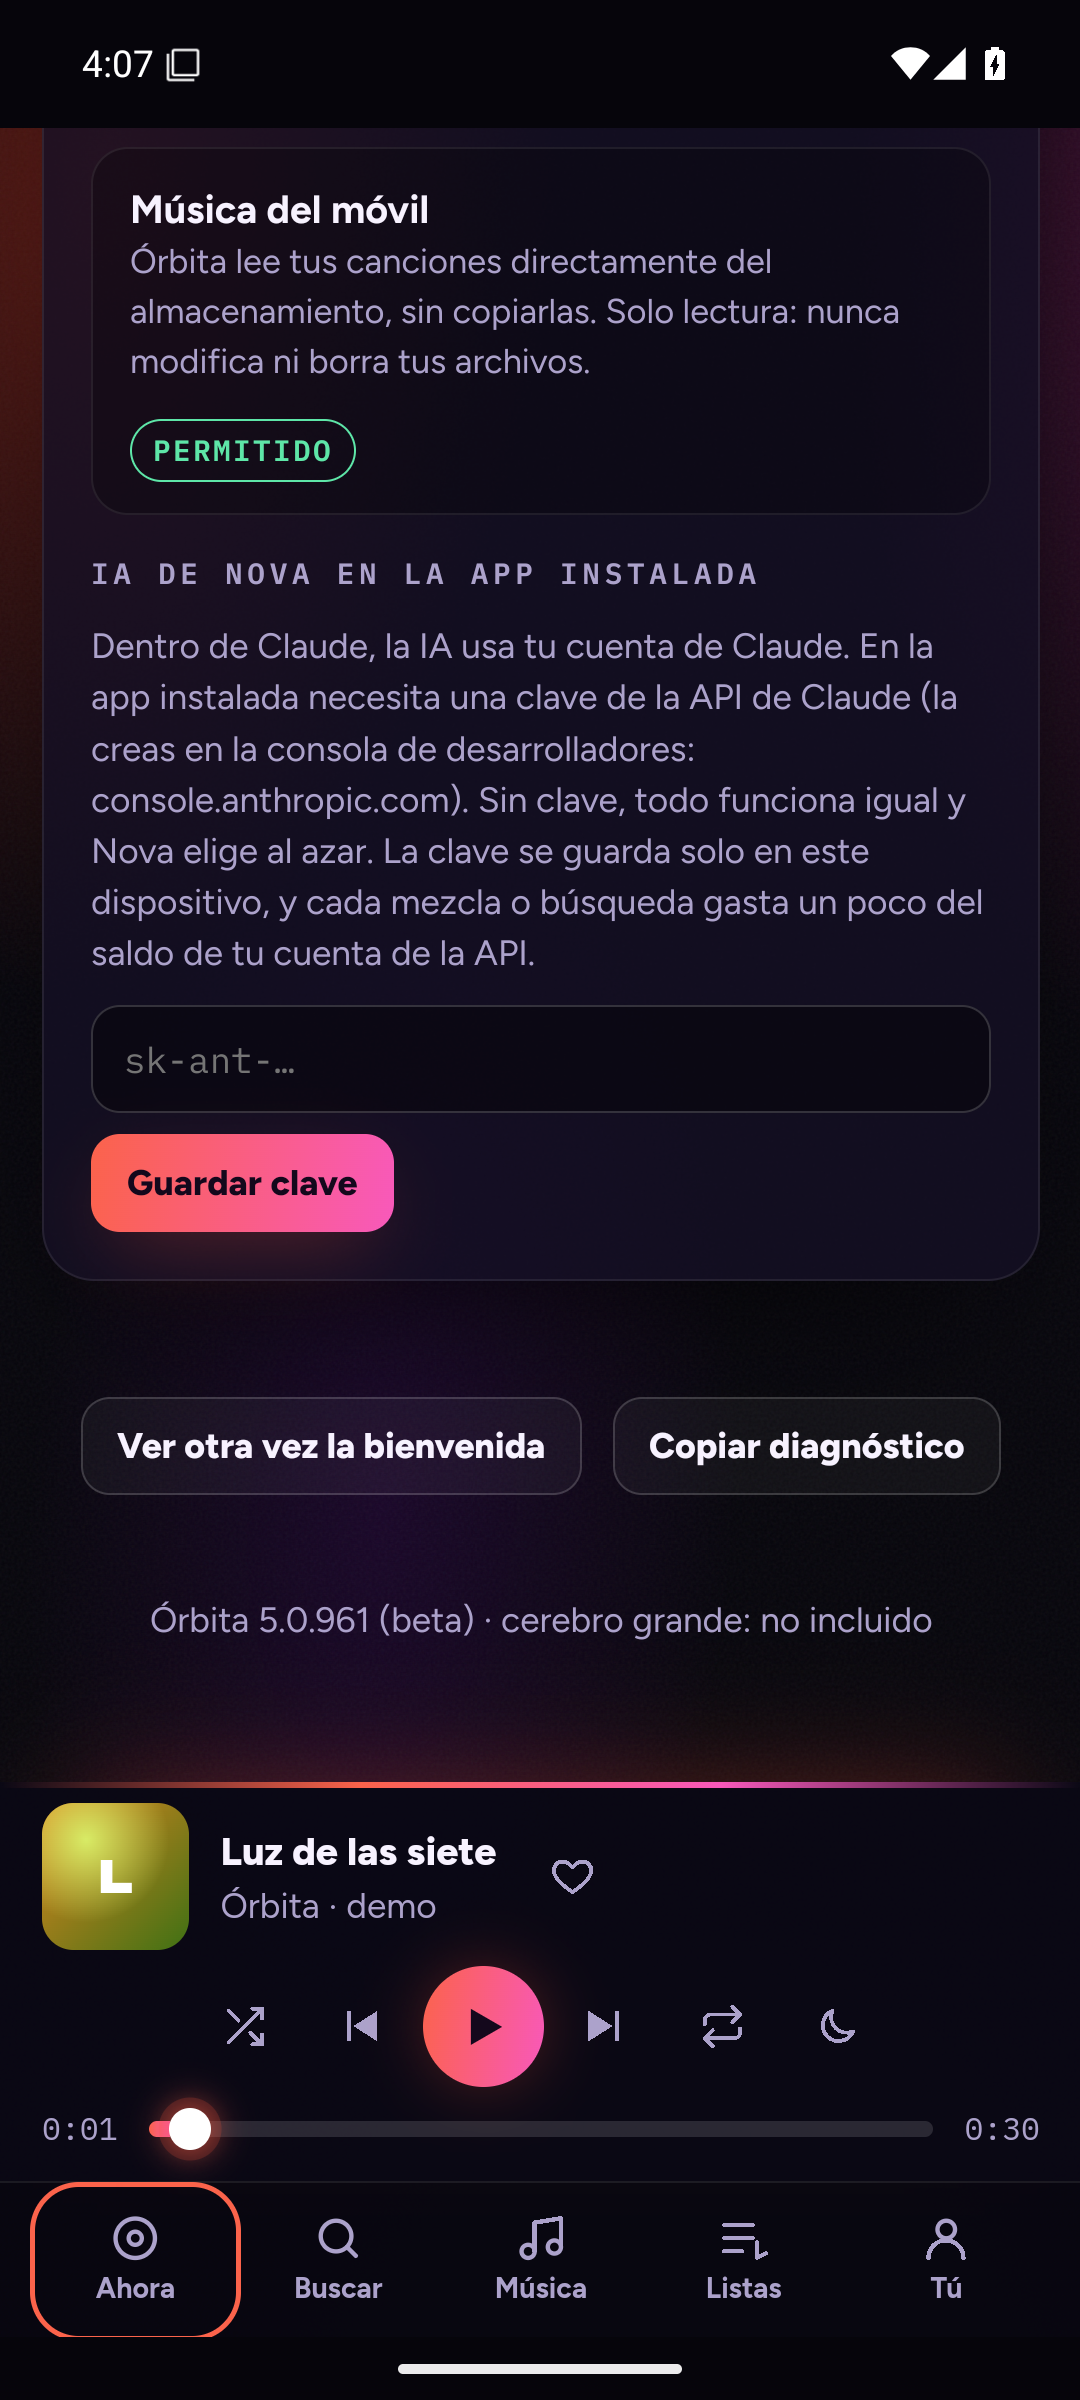 4:07
Música del móvil
Órbita lee tus canciones directamente del
almacenamiento, sin copiarlas. Solo lectura: nunca
modifica ni borra tus archivos.
PERMITIDO
IA DE NOVA EN LA APP INSTALADA
Dentro de Claude, la IA usa tu cuenta de Claude. En la
app instalada necesita una clave de la API de Claude (la
creas en la consola de desarrolladores:
console.anthropic.com). Sin clave, todo funciona igual y
Nova elige al azar. La clave se guarda solo en este
dispositivo, y cada mezcla o búsqueda gasta un poco del
saldo de tu cuenta de la API.
sk-ant-…
Guardar clave
Ver otra vez la bienvenida
Copiar diagnóstico
Órbita 5.0.961 (beta) · cerebro grande: no incluido
L
Luz de las siete
Órbita · demo
0:01
0:30
Ahora
Buscar
Música
Listas
Tú